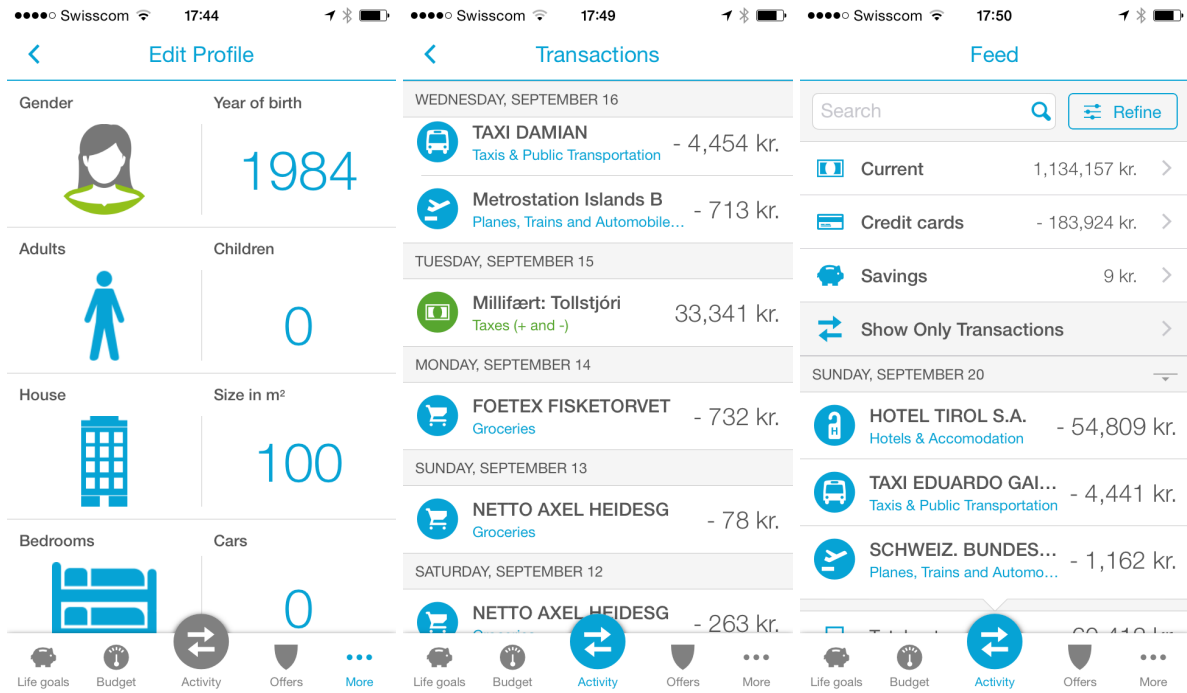 Swisscom 17:44
Edit Profile
Gender
Year of birth
1984
Adults
Children
0
House
Size in m²
100
Bedrooms
Cars
0
Life goals
Budget
Activity
Offers
More
Swisscom 17:49
Transactions
WEDNESDAY, SEPTEMBER 16
TAXI DAMIAN
Taxis & Public Transportation
- 4,454 kr.
Metrostation Islands B
Planes, Trains and Automobile...
- 713 kr.
TUESDAY, SEPTEMBER 15
Millifært: Tollstjóri
Taxes (+ and -)
33,341 kr.
MONDAY, SEPTEMBER 14
FOETEX FISKETORVET
Groceries
- 732 kr.
SUNDAY, SEPTEMBER 13
NETTO AXEL HEIDESG
Groceries
- 78 kr.
SATURDAY, SEPTEMBER 12
NETTO AXEL HEIDESG
- 263 kr.
Life goals
Budget
Activity
Offers
More
Swisscom 17:50
Feed
Search
Refine
Current
1,134,157 kr.
Credit cards
- 183,924 kr.
Savings
9 kr.
Show Only Transactions
SUNDAY, SEPTEMBER 20
HOTEL TIROL S.A.
Hotels & Accomodation
- 54,809 kr.
TAXI EDUARDO GAI...
Taxis & Public Transportation
- 4,441 kr.
SCHWEIZ. BUNDES...
Planes, Trains and Automo...
- 1,162 kr.
Life goals
Budget
Activity
Offers
More
H